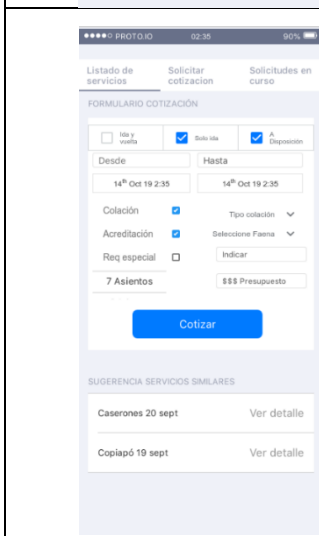 PROTO.IO 02:35 90%
Listado de servicios Solicitar cotizacion Solicitudes en curso
FORMULARIO COTIZACIÓN
Ida y vuelta Solo Ida A Disposición
Desde Hasta
14th Oct 19 2:35 14th Oct 19 2:35
Colación Tipo colación
Acreditación Seleccione Faena
Req especial Indicar
7 Asientos $$$ Presupuesto
Cotizar
SUGERENCIA SERVICIOS SIMILARES
Caserones 20 sept Ver detalle
Copiapó 19 sept Ver detalle